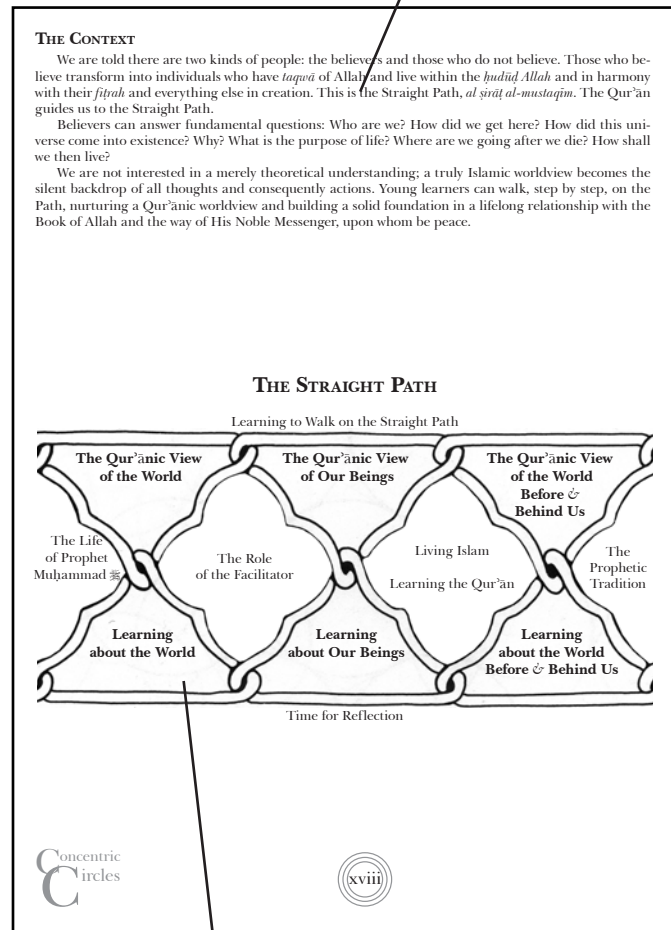 THE CONTEXT
We are told there are two kinds of people: the believers and those who do not believe. Those who be-
lieve transform into individuals who have taqwā of Allah and live within the ḥudūd Allah and in harmony
with their fiṭrah and everything else in creation. This is the Straight Path, al ṣirāṭ al-mustaqīm. The Qurʾān
guides us to the Straight Path.
Believers can answer fundamental questions: Who are we? How did we get here? How did this uni-
verse come into existence? Why? What is the purpose of life? Where are we going after we die? How shall
we then live?
We are not interested in a merely theoretical understanding; a truly Islamic worldview becomes the
silent backdrop of all thoughts and consequently actions. Young learners can walk, step by step, on the
Path, nurturing a Qurʾānic worldview and building a solid foundation in a lifelong relationship with the
Book of Allah and the way of His Noble Messenger, upon whom be peace.
THE STRAIGHT PATH
Learning to Walk on the Straight Path
The Qurʾānic View
of the World
The Qurʾānic View
of Our Beings
The Qurʾānic View
of the World
Before &
Behind Us
The Life
of Prophet
Muḥammad ﷺ
The Role
of the Facilitator
Living Islam
Learning the Qurʾān
The
Prophetic
Tradition
Learning
about the World
Learning
about Our Beings
Learning
about the World
Before & Behind Us
Time for Reflection
Concentric
Circles
xviii